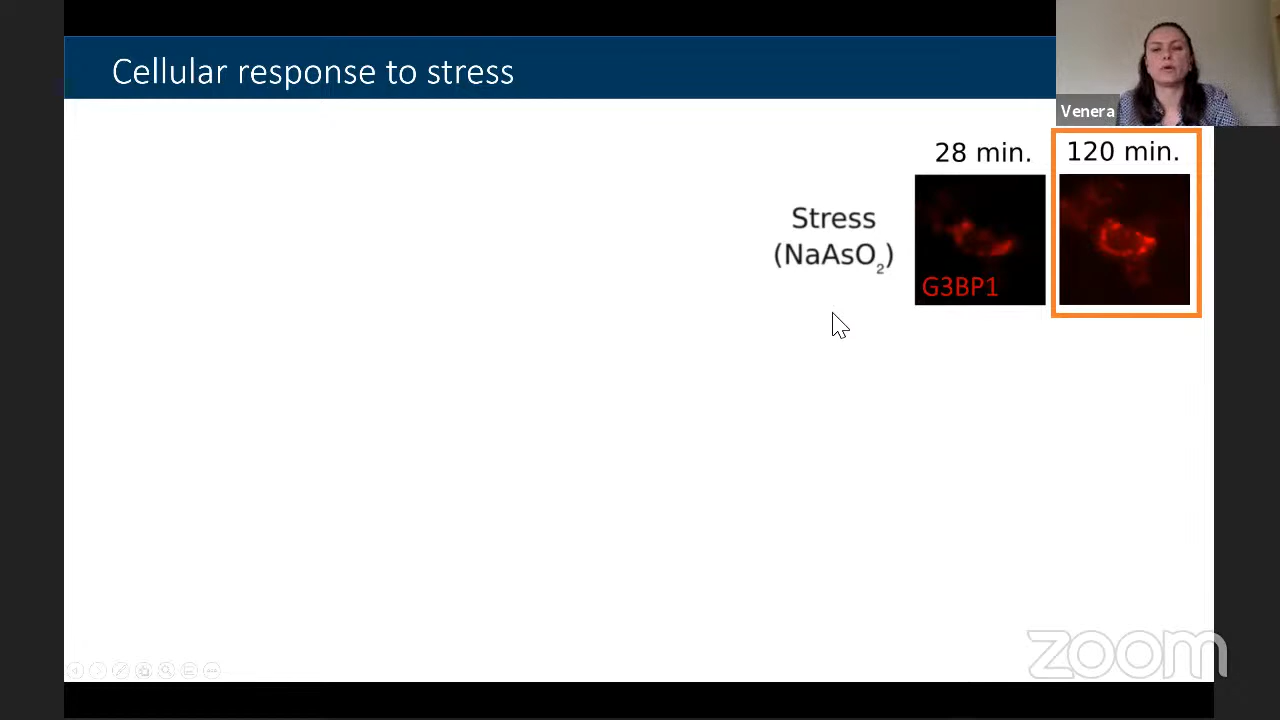 Cellular response to stress
Venera
28 min.
120 min.
Stress
(NaAsO₂)
G3BP1
zoom